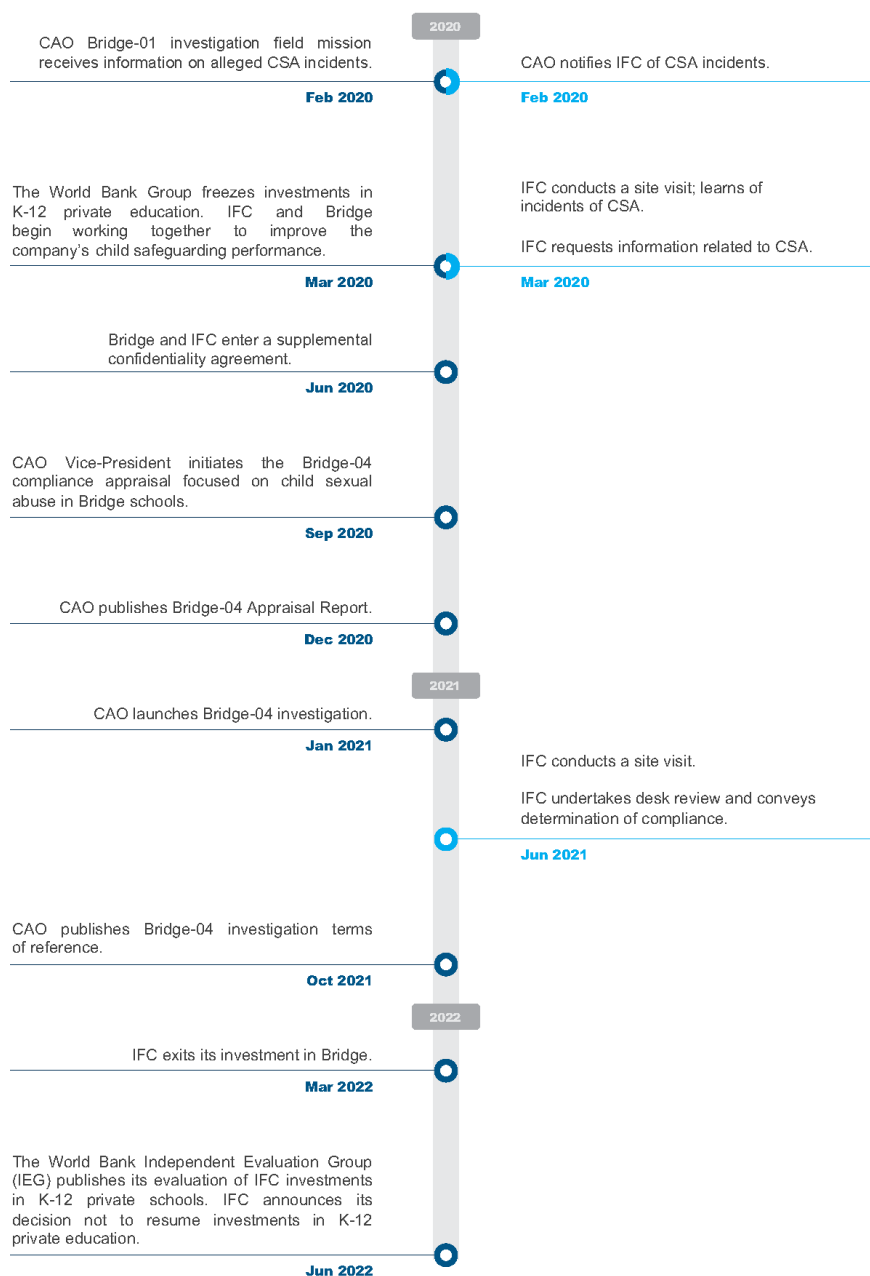 2020
CAO Bridge-01 investigation field mission
receives information on alleged CSA incidents.
Feb 2020
CAO notifies IFC of CSA incidents.
Feb 2020
The World Bank Group freezes investments in
K-12 private education. IFC and Bridge
begin working together to improve the
company's child safeguarding performance.
Mar 2020
IFC conducts a site visit; learns of
incidents of CSA.
IFC requests information related to CSA.
Mar 2020
Bridge and IFC enter a supplemental
confidentiality agreement.
Jun 2020
CAO Vice-President initiates the Bridge-04
compliance appraisal focused on child sexual
abuse in Bridge schools.
Sep 2020
CAO publishes Bridge-04 Appraisal Report.
Dec 2020
2021
CAO launches Bridge-04 investigation.
Jan 2021
IFC conducts a site visit.
IFC undertakes desk review and conveys
determination of compliance.
Jun 2021
CAO publishes Bridge-04 investigation terms
of reference.
Oct 2021
2022
IFC exits its investment in Bridge.
Mar 2022
The World Bank Independent Evaluation Group
(IEG) publishes its evaluation of IFC investments
in K-12 private schools. IFC announces its
decision not to resume investments in K-12
private education.
Jun 2022